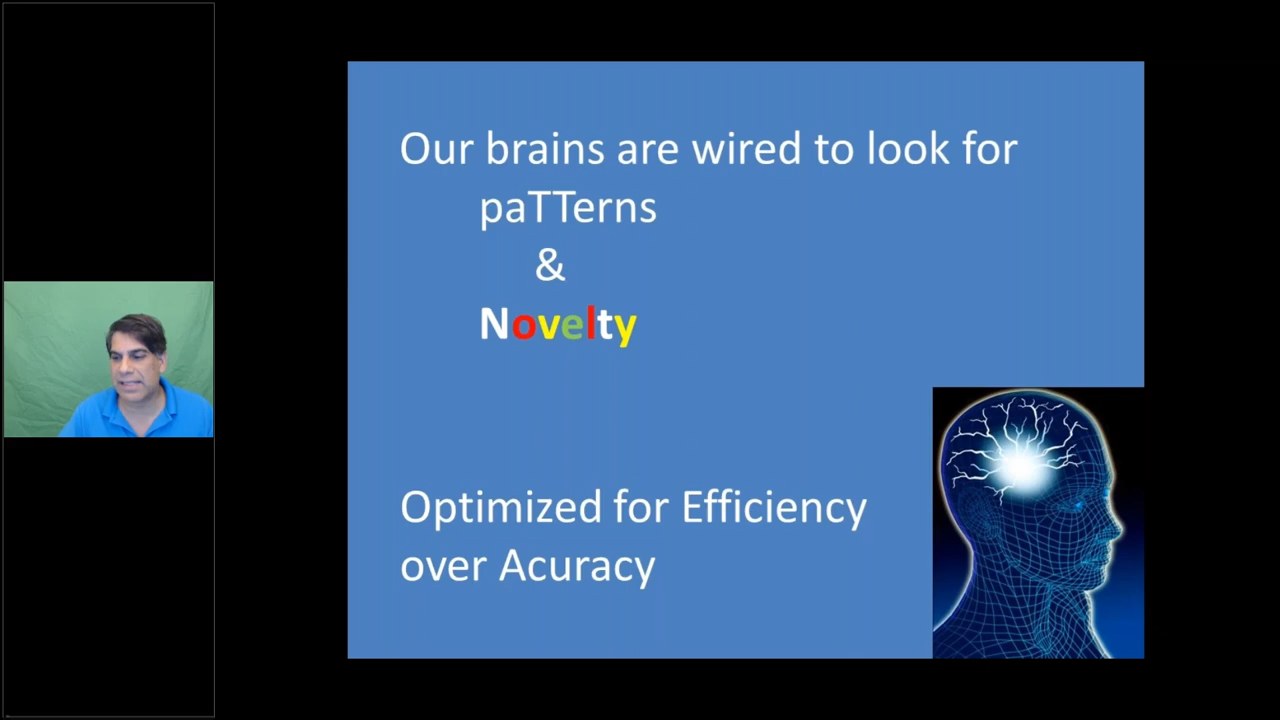 Our brains are wired to look for
paTTerns
&
Novelty
Optimized for Efficiency
over Acuracy